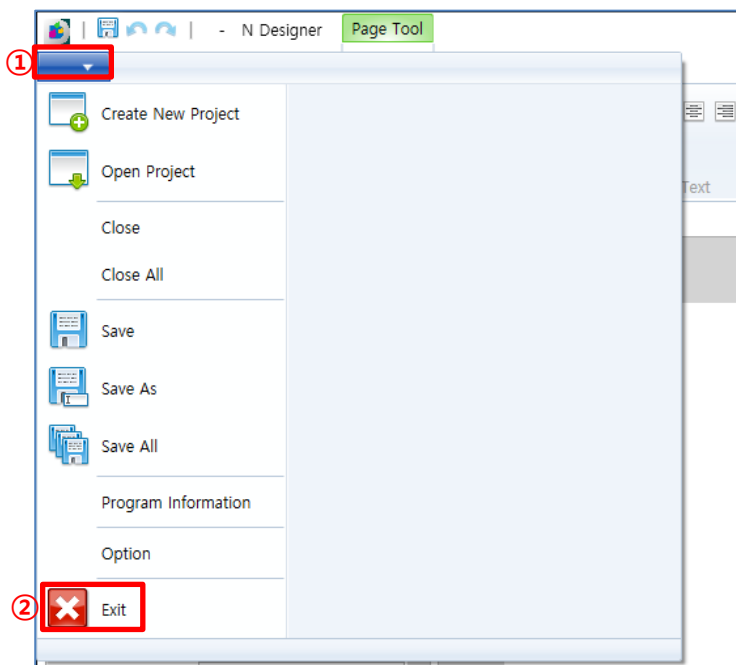 - N Designer Page Tool
①
Create New Project
Open Project
Text
Close
Close All
Save
Save As
Save All
Program Information
Option
② Exit